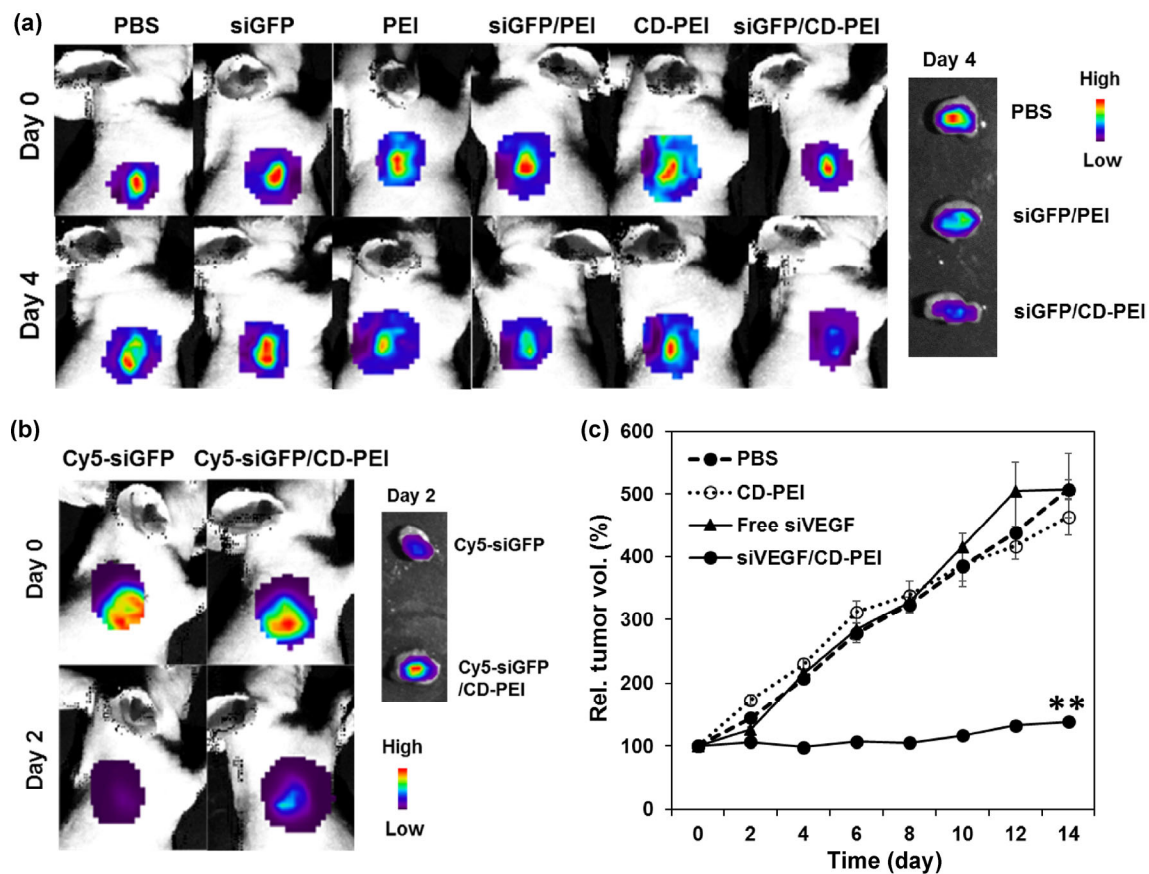 (a)
PBS siGFP PEI siGFP/PEI CD-PEI siGFP/CD-PEI
Day 0
Day 4
Day 4
PBS
siGFP/PEI
siGFP/CD-PEI
High
Low
(b)
Cy5-siGFP Cy5-siGFP/CD-PEI
Day 0
Day 2
Day 2
Cy5-siGFP
Cy5-siGFP
/CD-PEI
High
Low
(c)
Rel. tumor vol. (%)
600
500
400
300
200
100
0
PBS
CD-PEI
Free siVEGF
siVEGF/CD-PEI
**
0 2 4 6 8 10 12 14
Time (day)